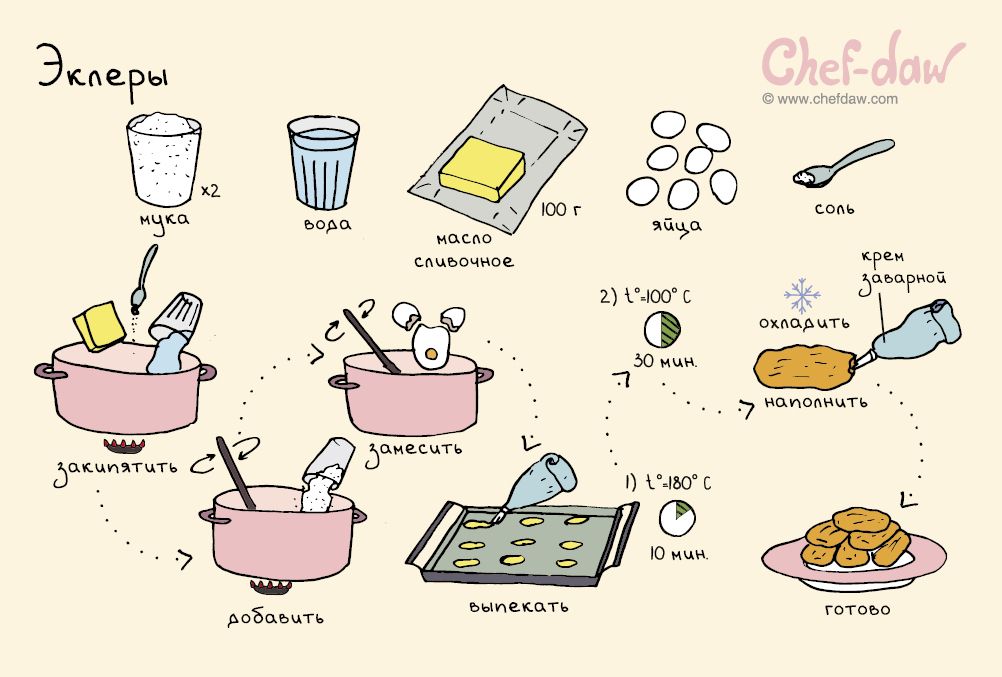 Эклеры
Chef-daw
© www.chefdaw.com
x2
мука
вода
100 г
масло
сливочное
яйца
соль
закипятить
добавить
замесить
выпекать
1) t°=180° C
10 мин.
2) t°=100° C
30 мин.
охладить
крем
заварной
наполнить
готово